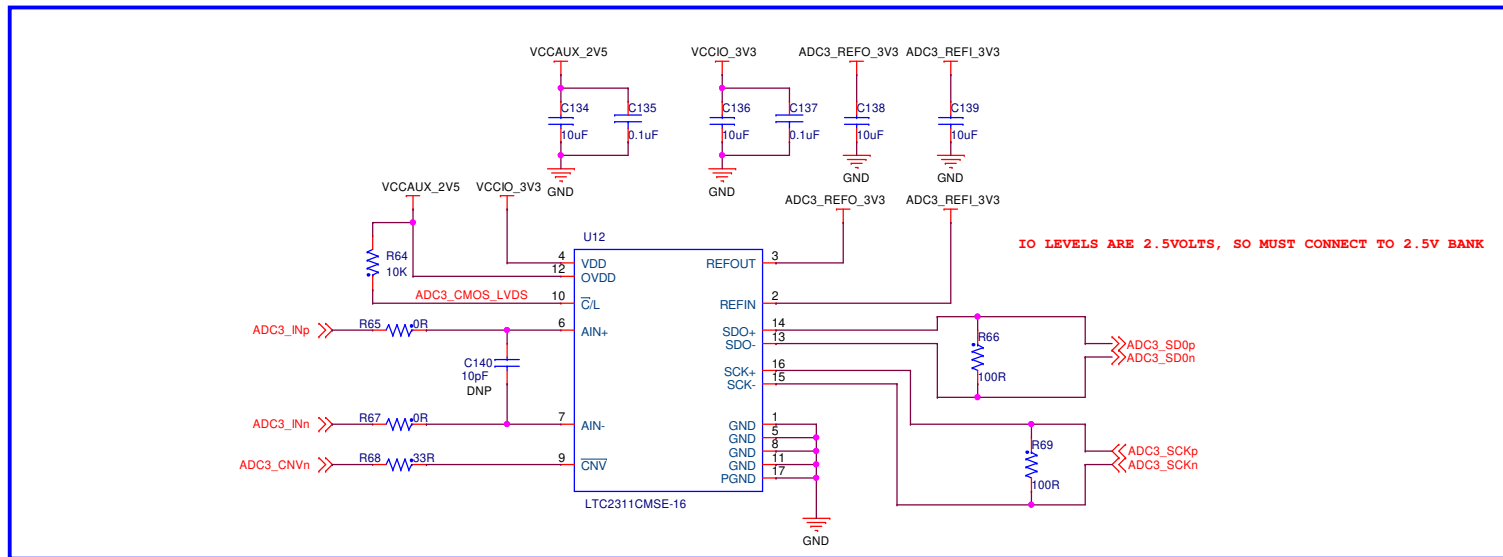 VCCAUX_2V5
VCCIO_3V3
ADC3_REFO_3V3
ADC3_REFI_3V3
C134
10uF
C135
0.1uF
C136
10uF
C137
0.1uF
C138
10uF
C139
10uF
GND
GND
GND
GND
VCCAUX_2V5
VCCIO_3V3
ADC3_REFO_3V3
ADC3_REFI_3V3
IO LEVELS ARE 2.5VOLTS, SO MUST CONNECT TO 2.5V BANK
U12
R64
10K
ADC3_CMOS_LVDS
4 VDD
12 OVDD
10 C/L
6 AIN+
7 AIN-
9 CNV
REFOUT 3
REFIN 2
SDO+ 14
SDO- 13
SCK+ 16
SCK- 15
GND 1
GND 5
GND 8
GND 11
PGND 17
LTC2311CMSE-16
ADC3_INp
R65 0R
C140
10pF
DNP
ADC3_INn
R67 0R
ADC3_CNVn
R68 33R
R66
100R
ADC3_SD0p
ADC3_SD0n
R69
100R
ADC3_SCKp
ADC3_SCKn
GND